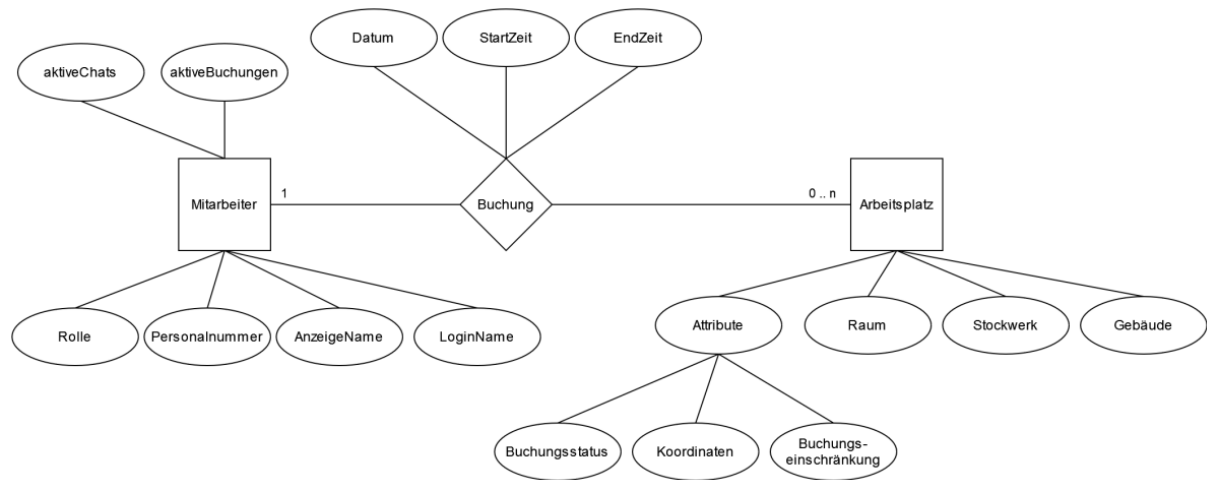 Datum
StartZeit
EndZeit
aktiveChats
aktiveBuchungen
Mitarbeiter
1
Buchung
0 .. n
Arbeitsplatz
Rolle
Personalnummer
AnzeigeName
LoginName
Attribute
Raum
Stockwerk
Gebäude
Buchungsstatus
Koordinaten
Buchungs-
einschränkung